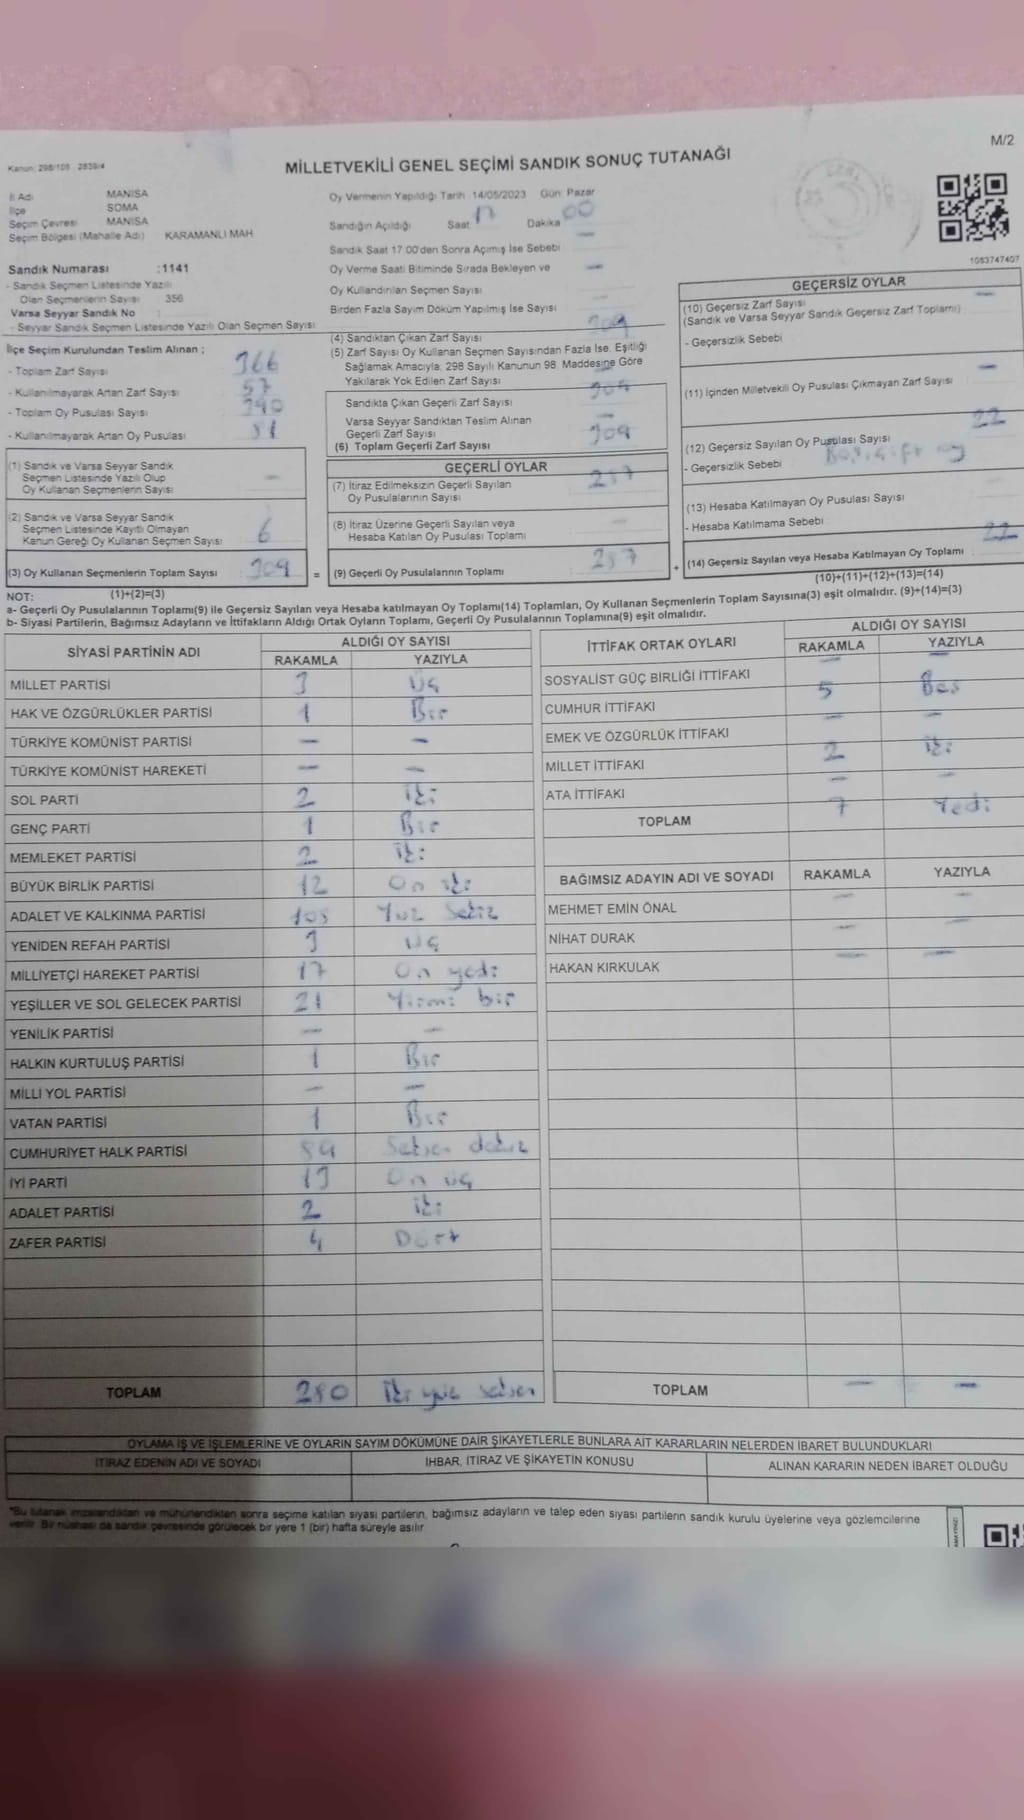 M/2
Kanun: 298/105 2839/4
MİLLETVEKİLİ GENEL SEÇİMİ SANDIK SONUÇ TUTANAĞI
İl Adı MANİSA
İlçe SOMA
Seçim Çevresi MANİSA
Seçim Bölgesi (Mahalle Adı) KARAMANLI MAH.
Sandık Numarası :1141
- Sandık Seçmen Listesinde Yazılı
Olan Seçmenlerin Sayısı 356
Varsa Seyyar Sandık No :
- Seyyar Sandık Seçmen Listesinde Yazılı Olan Seçmen Sayısı
Oy Vermenin Yapıldığı Tarih 14/05/2023 Gün: Pazar
Sandığın Açıldığı Saat 17 Dakika 00
Sandık Saat 17:00'den Sonra Açımış İse Sebebi —
Oy Verme Saati Bitiminde Sırada Bekleyen ve —
Oy Kullandırılan Seçmen Sayısı
Birden Fazla Sayım Döküm Yapılmış İse Sayısı —
1083747407
İlçe Seçim Kurulundan Teslim Alınan ;
- Toplam Zarf Sayısı 366
- Kullanılmayarak Artan Zarf Sayısı 57
- Toplam Oy Pusulası Sayısı 390
- Kullanılmayarak Artan Oy Pusulası 81
(1) Sandık ve Varsa Seyyar Sandık
Seçmen Listesinde Yazılı Olup
Oy Kullanan Seçmenlerin Sayısı —
(2) Sandık ve Varsa Seyyar Sandık
Seçmen Listesinde Kayıtlı Olmayan
Kanun Gereği Oy Kullanan Seçmen Sayısı 6
(3) Oy Kullanan Seçmenlerin Toplam Sayısı 309 =
(4) Sandıktan Çıkan Zarf Sayısı 309
(5) Zarf Sayısı Oy Kullanan Seçmen Sayısından Fazla İse, Eşitliği
Sağlamak Amacıyla, 298 Sayılı Kanunun 98. Maddesine Göre
Yakılarak Yok Edilen Zarf Sayısı —
Sandıkta Çıkan Geçerli Zarf Sayısı 309
Varsa Seyyar Sandıktan Teslim Alınan
Geçerli Zarf Sayısı —
(6) Toplam Geçerli Zarf Sayısı 309
GEÇERLİ OYLAR
(7) İtiraz Edilmeksizin Geçerli Sayılan
Oy Pusulalarının Sayısı 287
(8) İtiraz Üzerine Geçerli Sayılan veya
Hesaba Katılan Oy Pusulası Toplamı —
(9) Geçerli Oy Pusulalarının Toplamı 287 +
GEÇERSİZ OYLAR
(10) Geçersiz Zarf Sayısı —
(Sandık ve Varsa Seyyar Sandık Geçersiz Zarf Toplamı)
- Geçersizlik Sebebi
(11) İçinden Milletvekili Oy Pusulası Çıkmayan Zarf Sayısı —
(12) Geçersiz Sayılan Oy Pusulası Sayısı 22
- Geçersizlik Sebebi oy
(13) Hesaba Katılmayan Oy Pusulası Sayısı —
- Hesaba Katılmama Sebebi
(14) Geçersiz Sayılan veya Hesaba Katılmayan Oy Toplamı 22
NOT: (1)+(2)=(3)
(10)+(11)+(12)+(13)=(14)
a- Geçerli Oy Pusulalarının Toplamı(9) ile Geçersiz Sayılan veya Hesaba katılmayan Oy Toplamı(14) Toplamları, Oy Kullanan Seçmenlerin Toplam Sayısına(3) eşit olmalıdır. (9)+(14)=(3)
b- Siyasi Partilerin, Bağımsız Adayların ve İttifakların Aldığı Ortak Oyların Toplamı, Geçerli Oy Pusulalarının Toplamına(9) eşit olmalıdır.
SİYASİ PARTİNİN ADI ALDIĞI OY SAYISI
RAKAMLA YAZIYLA
MİLLET PARTİSİ 3 Üç
HAK VE ÖZGÜRLÜKLER PARTİSİ 1 Bir
TÜRKİYE KOMÜNİST PARTİSİ — —
TÜRKİYE KOMÜNİST HAREKETİ — —
SOL PARTİ 2 iki
GENÇ PARTİ 1 Bir
MEMLEKET PARTİSİ 2 iki
BÜYÜK BİRLİK PARTİSİ 12 On iki
ADALET VE KALKINMA PARTİSİ 108 Yüz Sekiz
YENİDEN REFAH PARTİSİ 3 Üç
MİLLİYETÇİ HAREKET PARTİSİ 17 On yedi
YEŞİLLER VE SOL GELECEK PARTİSİ 21 Yirmi bir
YENİLİK PARTİSİ — —
HALKIN KURTULUŞ PARTİSİ 1 Bir
MİLLİ YOL PARTİSİ — —
VATAN PARTİSİ 1 Bir
CUMHURİYET HALK PARTİSİ 89 Seksen dokuz
İYİ PARTİ 13 On üç
ADALET PARTİSİ 2 iki
ZAFER PARTİSİ 4 Dört
TOPLAM 280 İki yüz seksen
İTTİFAK ORTAK OYLARI ALDIĞI OY SAYISI
RAKAMLA YAZIYLA
SOSYALİST GÜÇ BİRLİĞİ İTTİFAKI — —
CUMHUR İTTİFAKI 5 Beş
EMEK VE ÖZGÜRLÜK İTTİFAKI — —
MİLLET İTTİFAKI 2 iki
ATA İTTİFAKI — —
TOPLAM 7 Yedi
BAĞIMSIZ ADAYIN ADI VE SOYADI RAKAMLA YAZIYLA
MEHMET EMİN ÖNAL — —
NİHAT DURAK — —
HAKAN KIRKULAK — —
TOPLAM — —
OYLAMA İŞ VE İŞLEMLERİNE VE OYLARIN SAYIM DÖKÜMÜNE DAİR ŞİKAYETLERLE BUNLARA AİT KARARLARIN NELERDEN İBARET BULUNDUKLARI
İTİRAZ EDENİN ADI VE SOYADI İHBAR, İTİRAZ VE ŞİKAYETİN KONUSU ALINAN KARARIN NEDEN İBARET OLDUĞU
*Bu tutanak imzalandıktan ve mühürlendikten sonra seçime katılan siyasi partilerin, bağımsız adayların ve talep eden siyasi partilerin sandık kurulu üyelerine veya gözlemcilerine
verilir. Bir nüshası da sandık çevresinde görülecek bir yere 1 (bir) hafta süreyle asılır